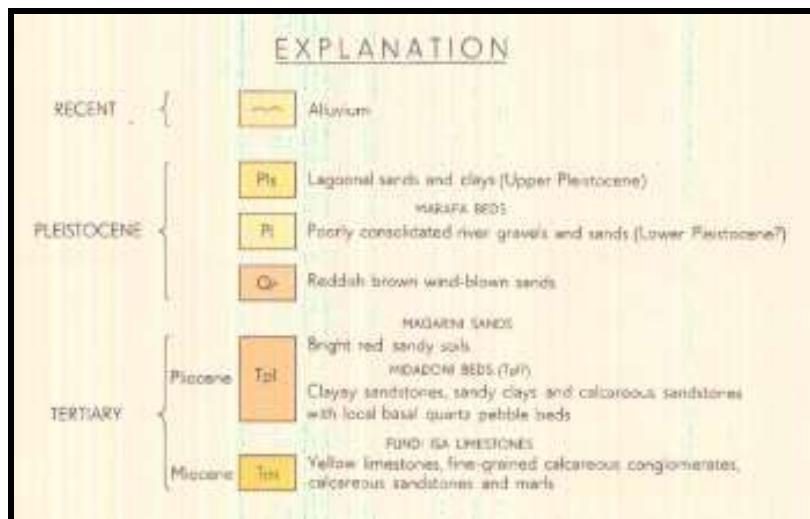 EXPLANATION
RECENT
Alluvium
Pls
Lagoonal sands and clays (Upper Pleistocene)
MARAFA BEDS
PLEISTOCENE
Pl
Poorly consolidated river gravels and sands (Lower Pleistocene?)
Qr
Reddish brown wind-blown sands
MAGARINI SANDS
Bright red sandy soils
Pliocene
Tpl
MIDADONI BEDS (Tpl?)
Clayey sandstones, sandy clays and calcareous sandstones
with local basal quartz pebble beds
TERTIARY
FUNDI ISA LIMESTONES
Miocene
Yellow limestones, fine-grained calcareous conglomerates,
calcareous sandstones and marls